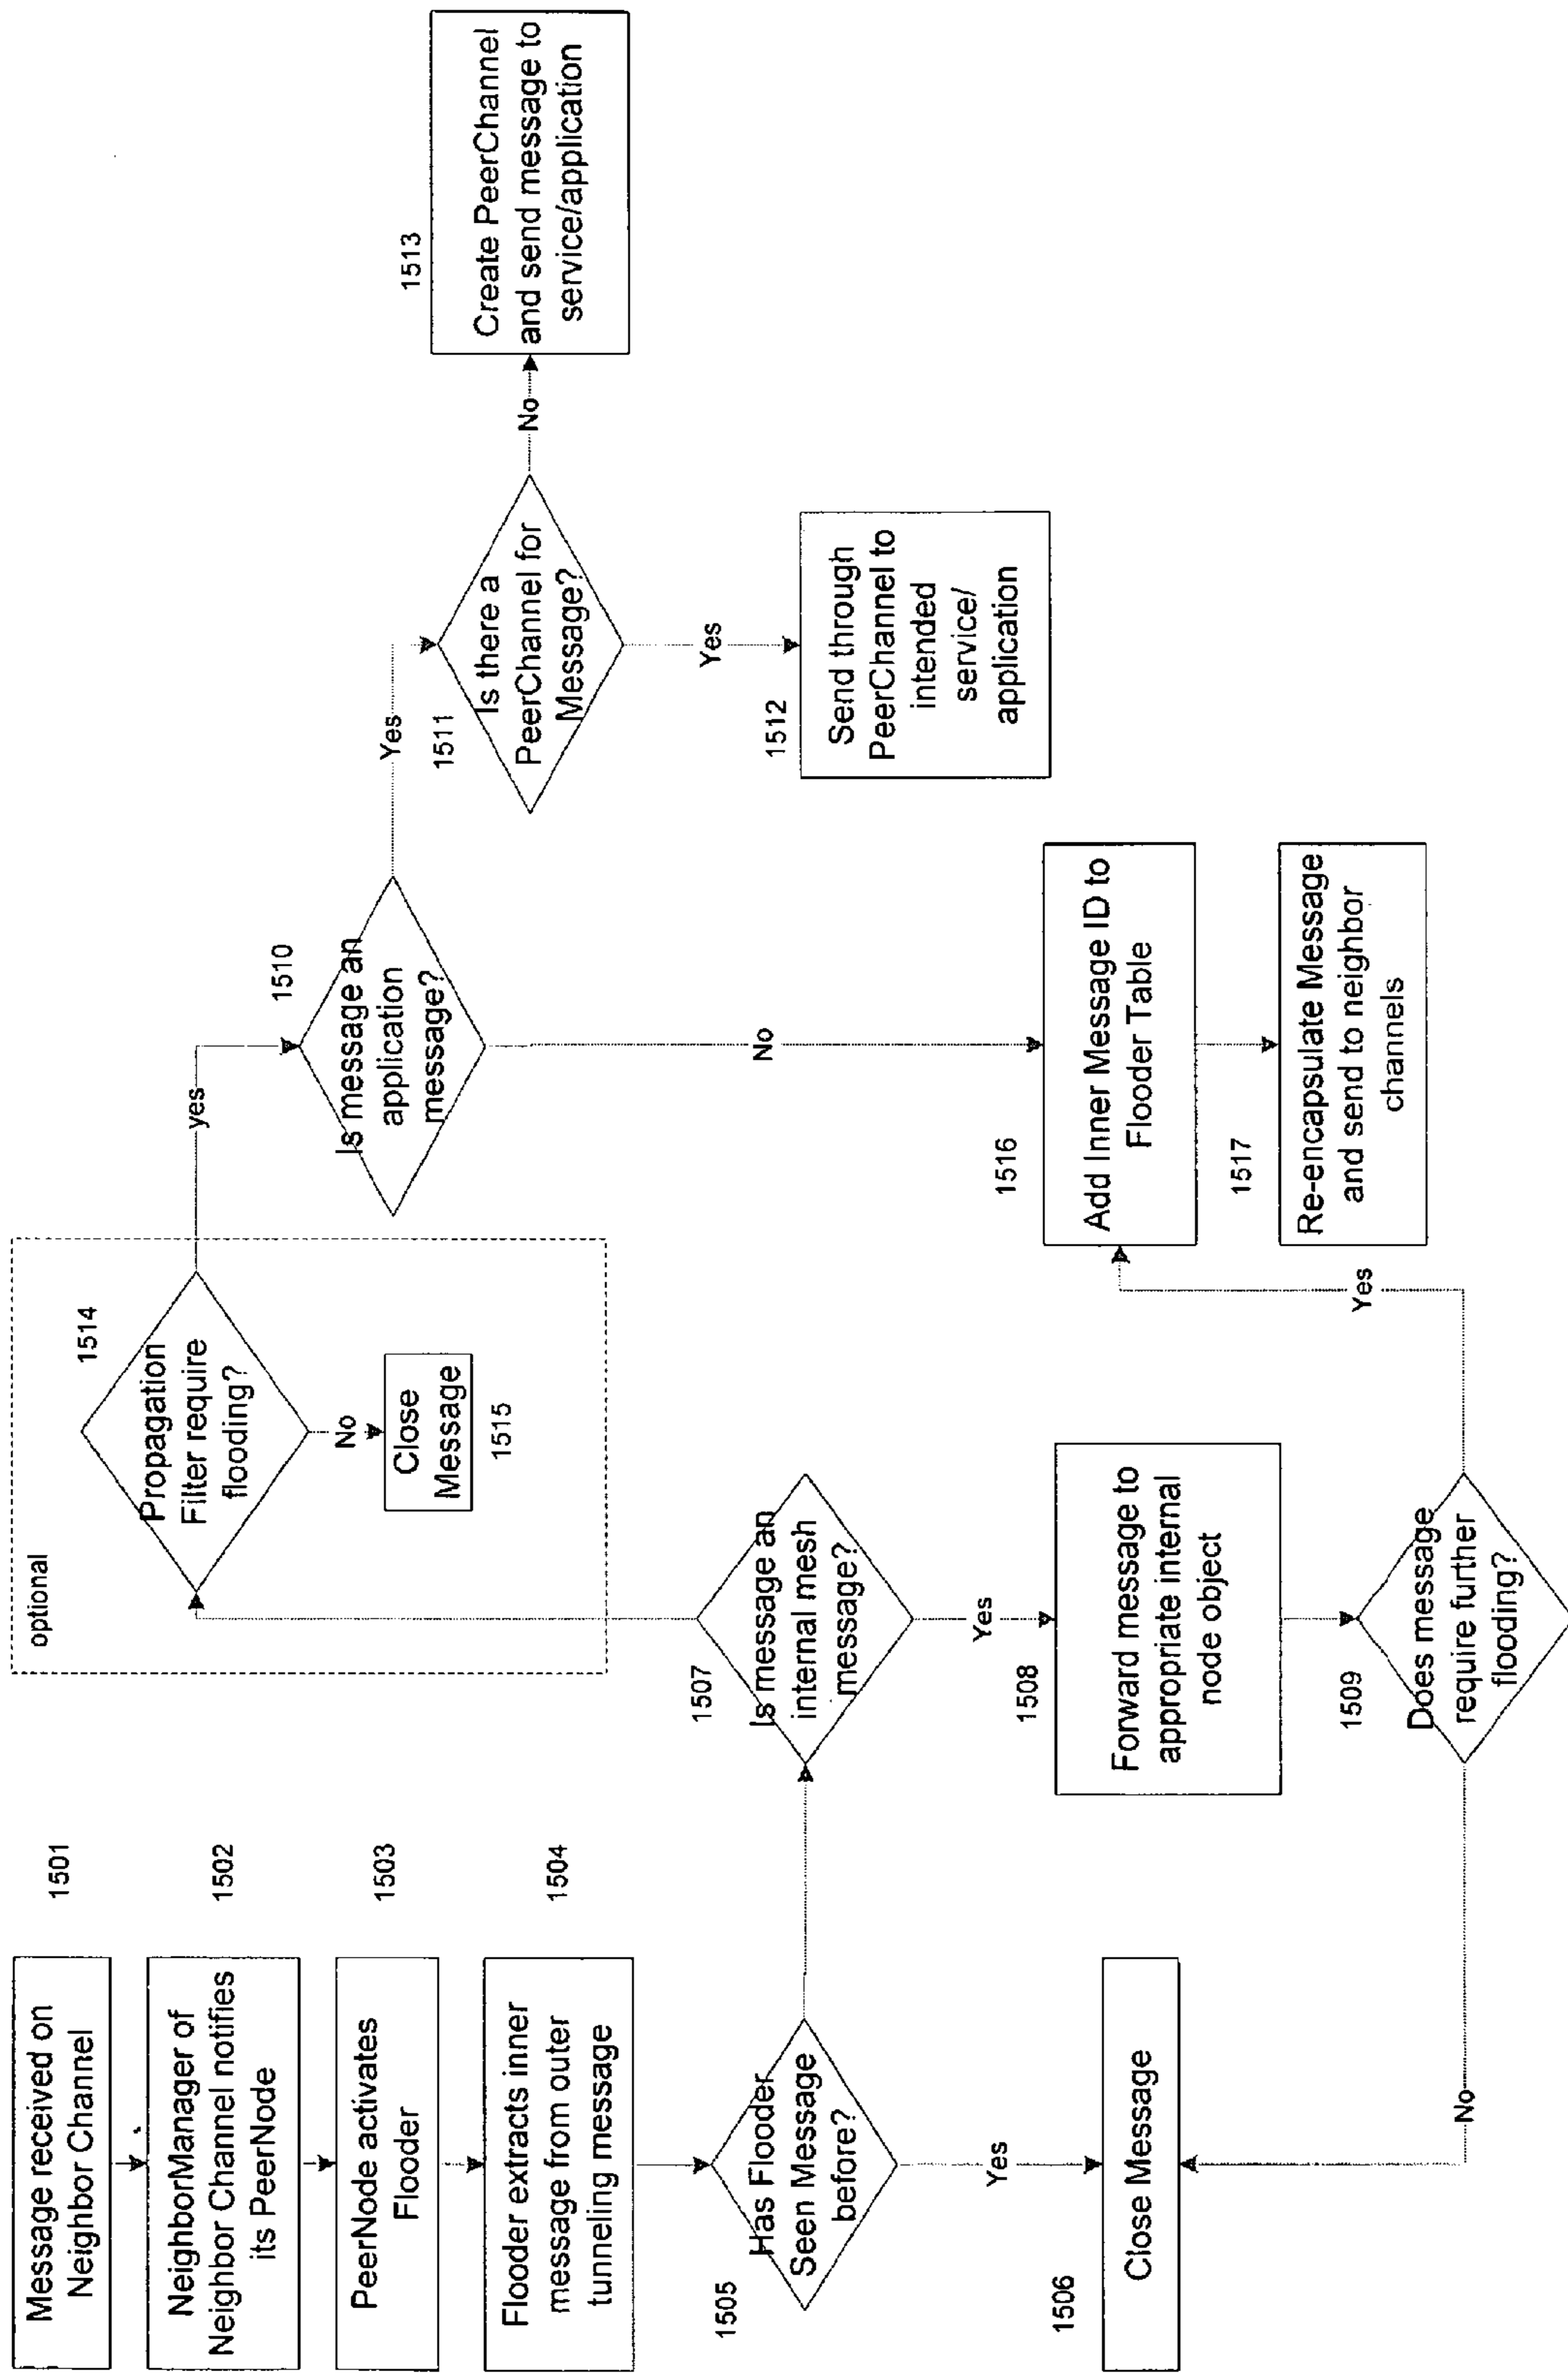 Message received on
Neighbor Channel
1501
NeighborManager of
Neighbor Channel notifies
its PeerNode
1502
PeerNode activates
Flooder
1503
Flooder extracts inner
message from outer
tunneling message
1504
Has Flooder
Seen Message
before?
1505
Yes
Close Message
1506
Is message an
internal mesh
message?
1507
Yes
Forward message to
appropriate internal
node object
1508
Does message
require further
flooding?
1509
No
Yes
optional
Propagation
Filter require
flooding?
1514
No
Close
Message
1515
yes
Is message an
application
message?
1510
Yes
No
Is there a
PeerChannel for
Message?
1511
Yes
Send through
PeerChannel to
intended
service/
application
1512
No
Create PeerChannel
and send message to
service/application
1513
Add Inner Message ID to
Flooder Table
1516
Re-encapsulate Message
and send to neighbor
channels
1517